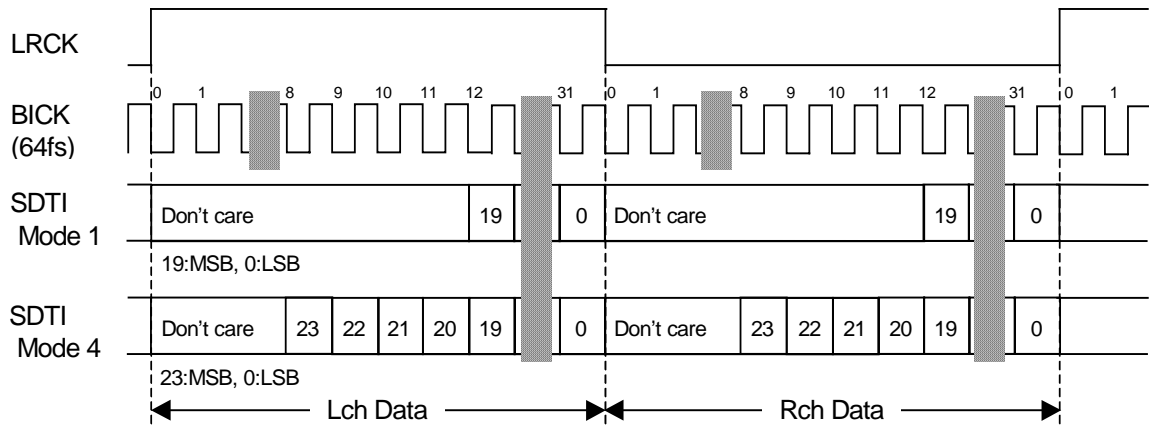 LRCK
BICK
(64fs)
0 1 8 9 10 11 12 31 0 1 8 9 10 11 12 31 0 1
SDTI
Mode 1
Don't care 19 0 Don't care 19 0
19:MSB, 0:LSB
SDTI
Mode 4
Don't care 23 22 21 20 19 0 Don't care 23 22 21 20 19 0
23:MSB, 0:LSB
Lch Data Rch Data